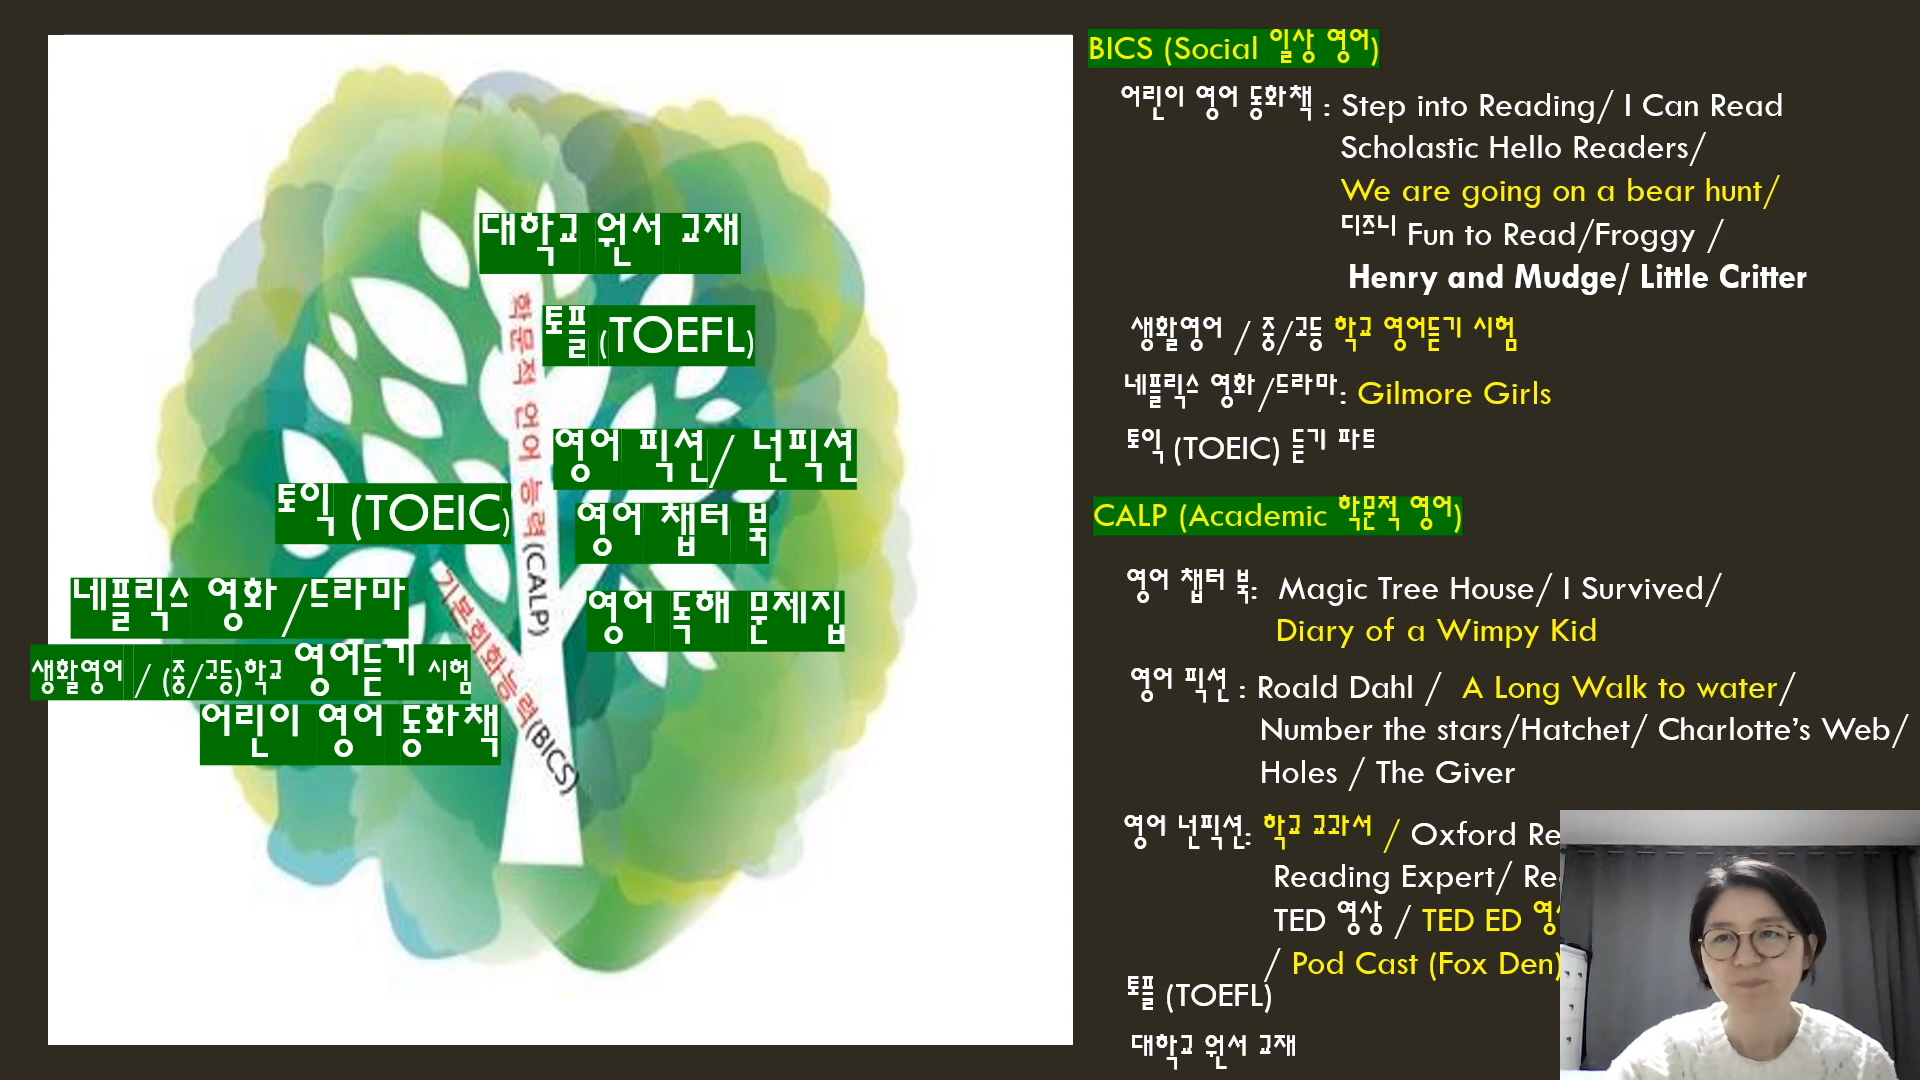 대학교 원서 교재
토플 (TOEFL)
학문적 언어 능력(CALP)
영어 픽션/ 넌픽션
토익 (TOEIC)
영어 챕터 북
네플릭스 영화 /드라마
영어 독해 문제집
기본회화능력(BICS)
생활영어 / (중/고등)학교 영어듣기 시험
어린이 영어 동화책
BICS (Social 일상 영어)
어린이 영어 동화책 : Step into Reading/ I Can Read
Scholastic Hello Readers/
We are going on a bear hunt/
디즈니 Fun to Read/Froggy /
Henry and Mudge/ Little Critter
생활영어 / 중/고등 학교 영어듣기 시험
네플릭스 영화/드라마: Gilmore Girls
토익 (TOEIC) 듣기 파트
CALP (Academic 학문적 영어)
영어 챕터 북: Magic Tree House/ I Survived/
Diary of a Wimpy Kid
영어 픽션 : Roald Dahl / A Long Walk to water/
Number the stars/Hatchet/ Charlotte’s Web/
Holes / The Giver
영어 넌픽션: 학교 교과서 / Oxford Re
Reading Expert/ Re
TED 영상 / TED ED 영
/ Pod Cast (Fox Den)
토플 (TOEFL)
대학교 원서 교재